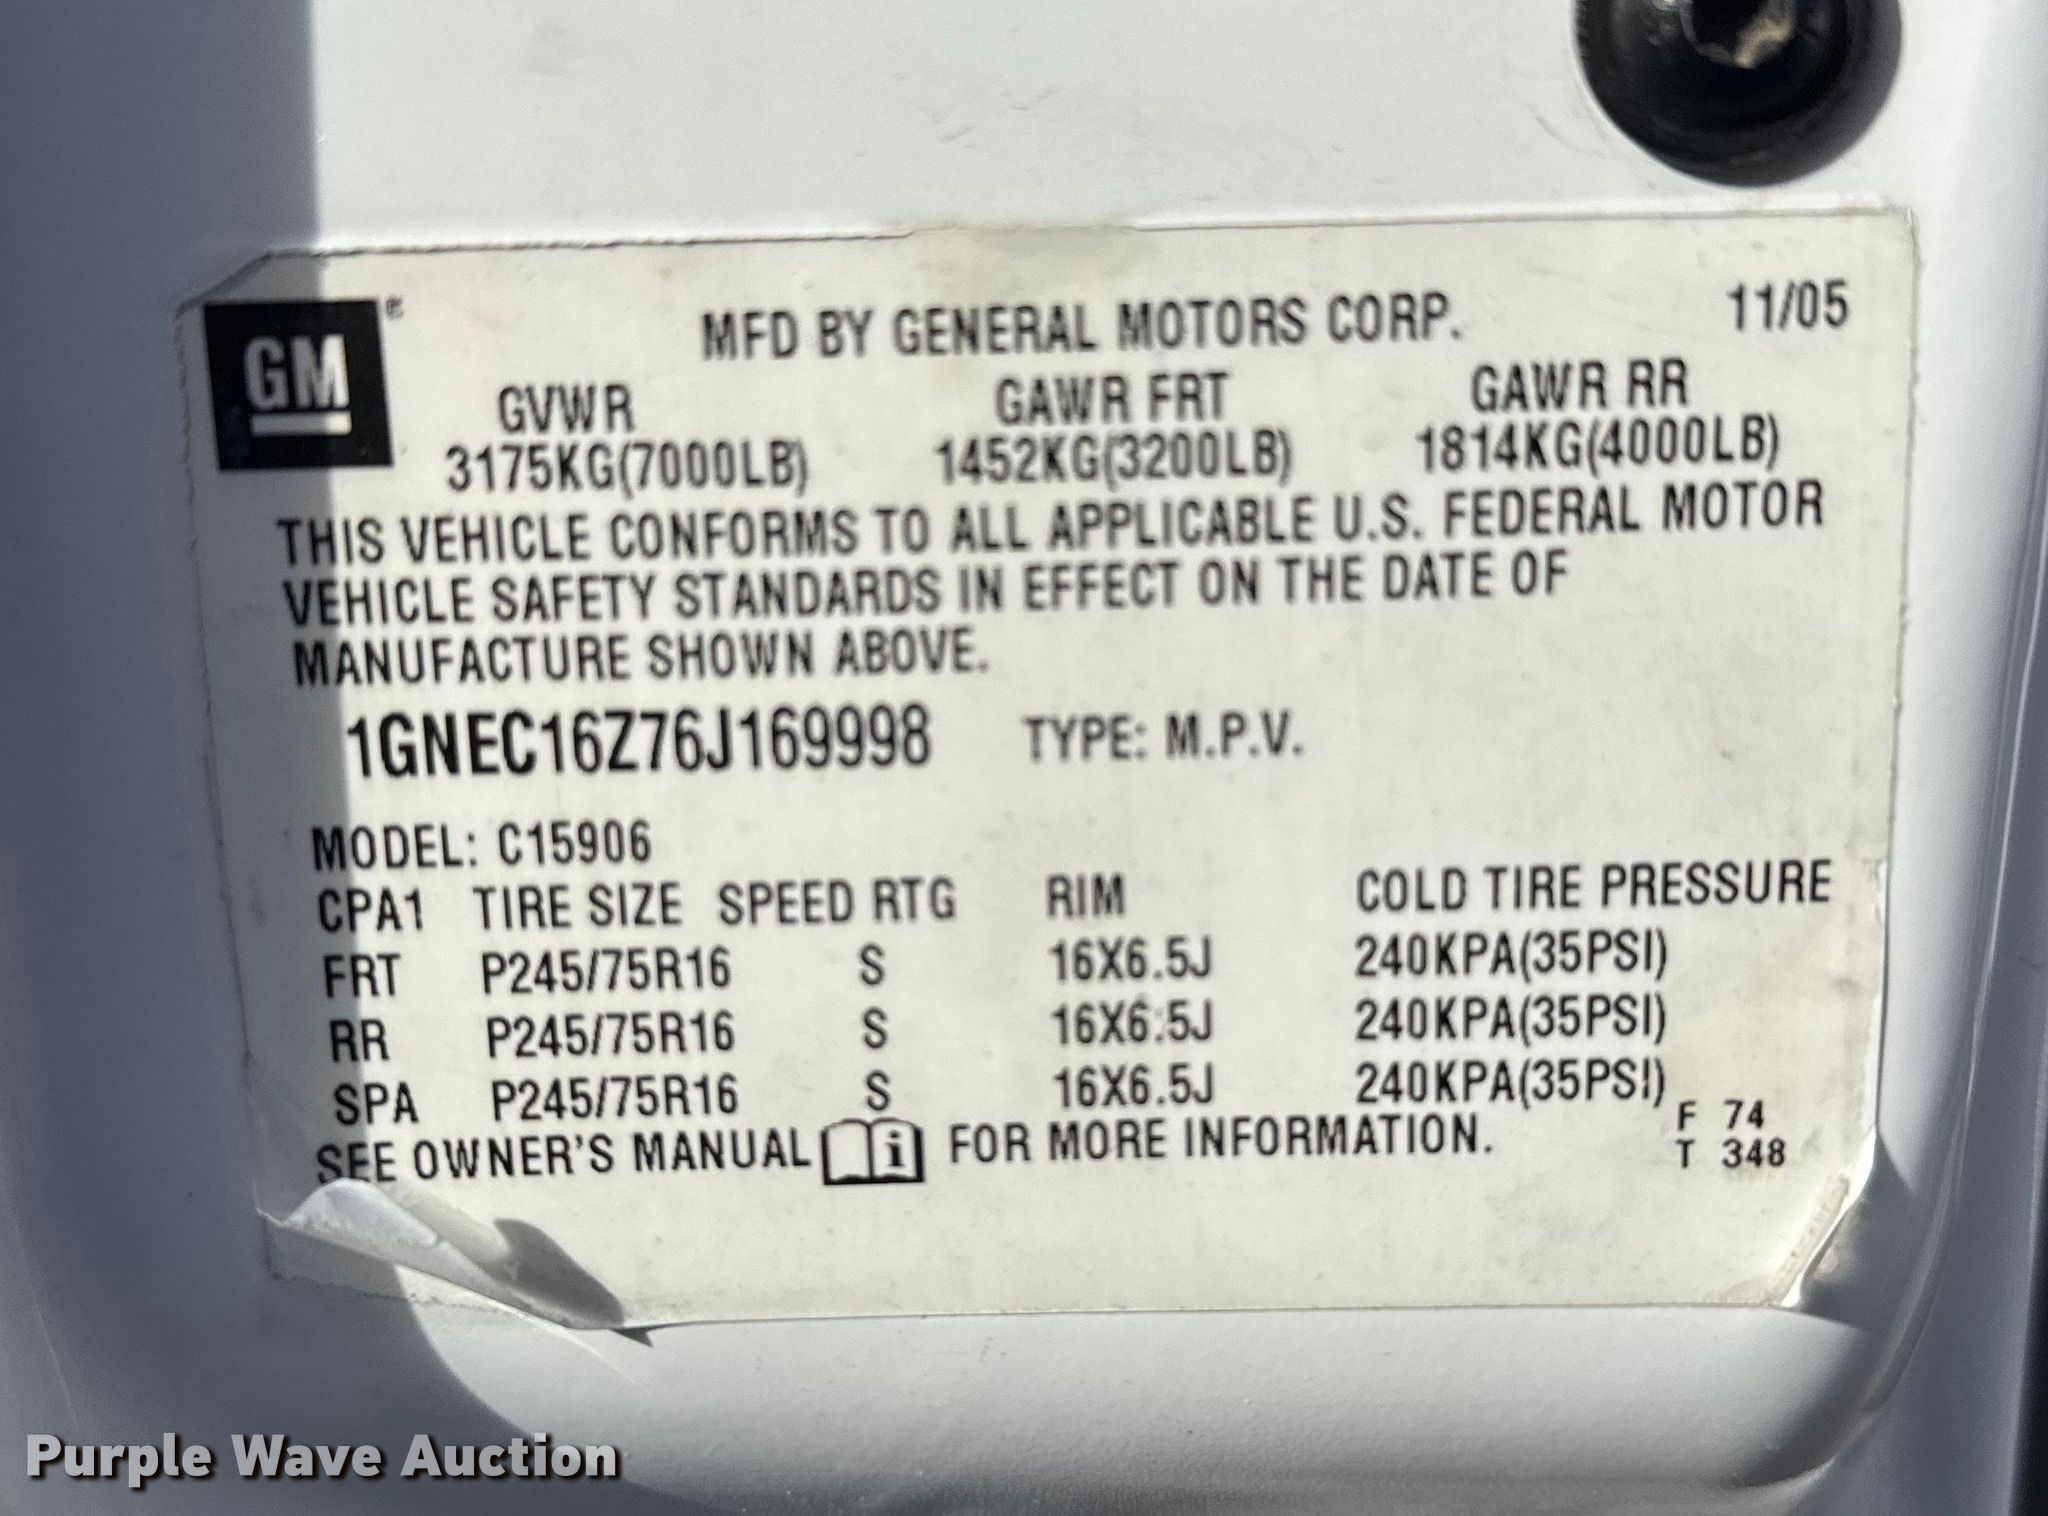 GM ®
MFD BY GENERAL MOTORS CORP. 11/05
GVWR GAWR FRT GAWR RR
3175KG(7000LB) 1452KG(3200LB) 1814KG(4000LB)
THIS VEHICLE CONFORMS TO ALL APPLICABLE U.S. FEDERAL MOTOR
VEHICLE SAFETY STANDARDS IN EFFECT ON THE DATE OF
MANUFACTURE SHOWN ABOVE.
1GNEC16Z76J169998 TYPE: M.P.V.
MODEL: C15906
CPA1 TIRE SIZE SPEED RTG RIM COLD TIRE PRESSURE
FRT P245/75R16 S 16X6.5J 240KPA(35PSI)
RR P245/75R16 S 16X6.5J 240KPA(35PSI)
SPA P245/75R16 S 16X6.5J 240KPA(35PSI)
SEE OWNER'S MANUAL i FOR MORE INFORMATION.
F 74
T 348
Purple Wave Auction